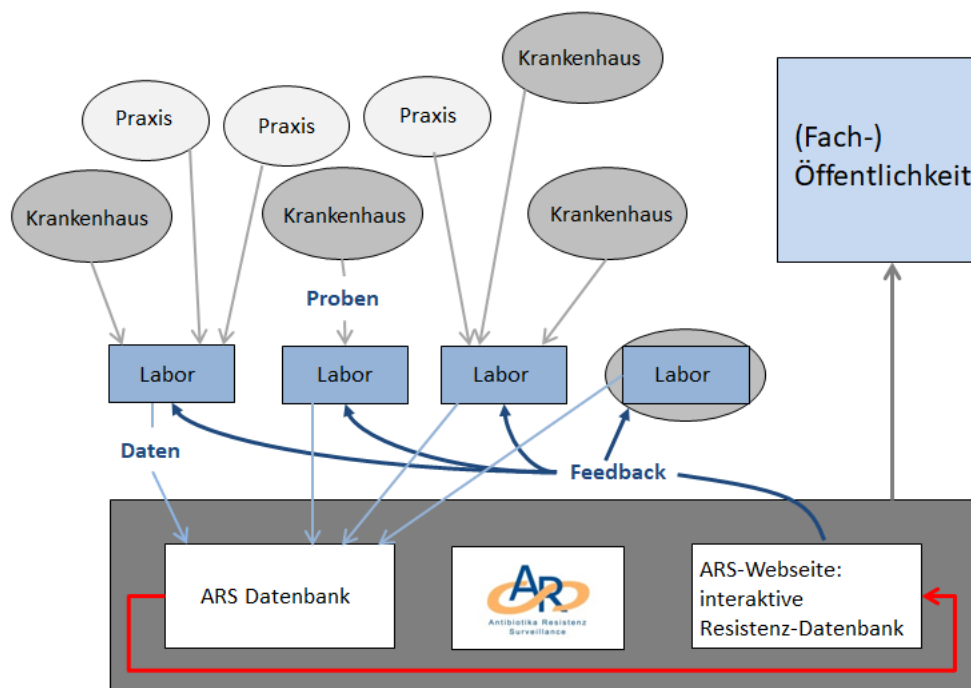 Krankenhaus
Praxis
Praxis
Praxis
(Fach-)
Öffentlichkeit
Krankenhaus
Krankenhaus
Krankenhaus
Proben
Labor
Labor
Labor
Labor
Daten
Feedback
ARS Datenbank
ARS
Antibiotika Resistenz
Surveillance
ARS-Webseite:
interaktive
Resistenz-Datenbank